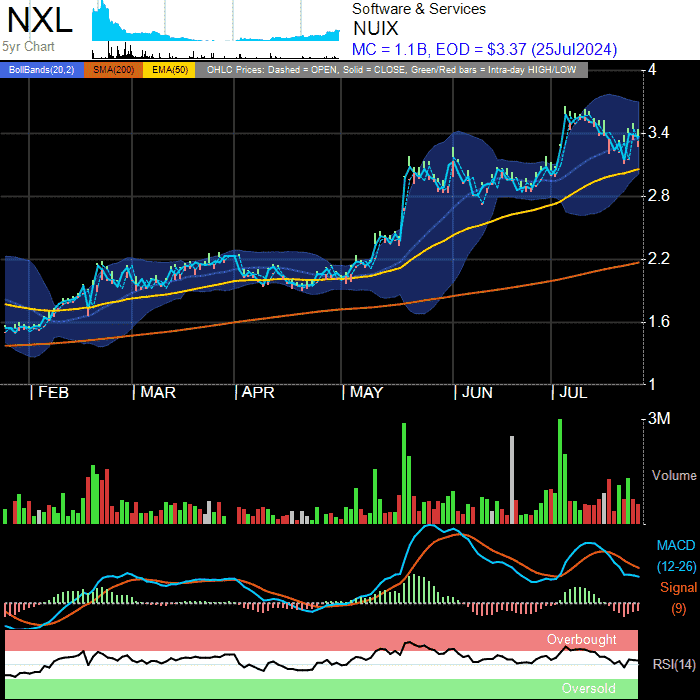 NXL
5yr Chart
Software & Services
NUIX
MC = 1.1B, EOD = $3.37 (25Jul2024)
BollBands(20,2) SMA(200) EMA(50) OHLC Prices: Dashed = OPEN, Solid = CLOSE, Green/Red bars = Intra-day HIGH/LOW
4
3.4
2.8
2.2
1.6
1
FEB MAR APR MAY JUN JUL
3M
Volume
MACD
(12-26)
Signal
(9)
Overbought
RSI(14)
Oversold